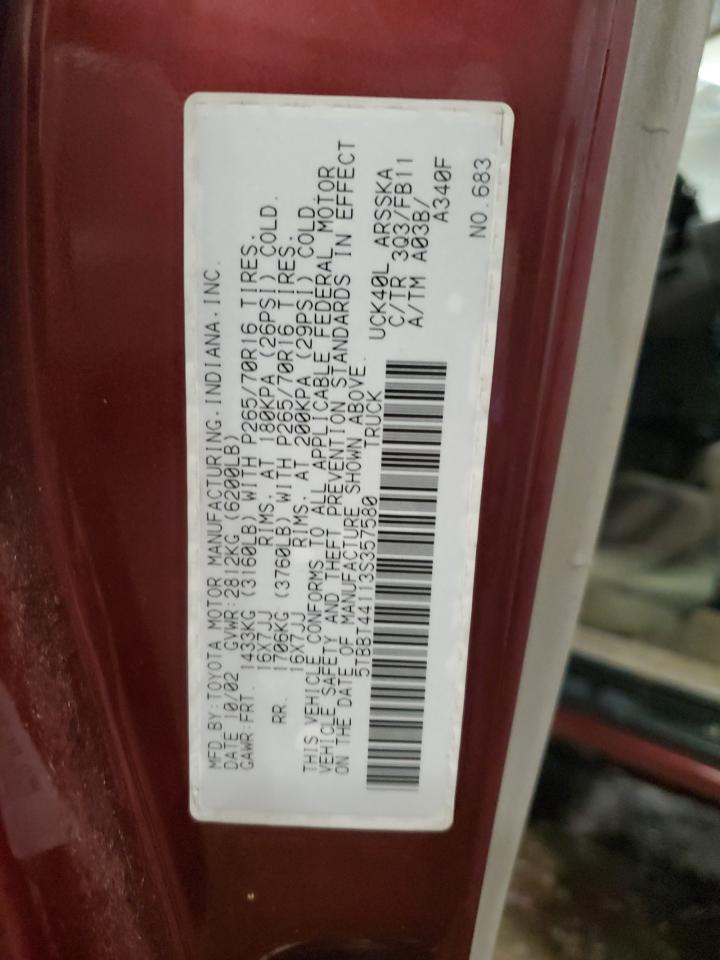 MFD BY:TOYOTA MOTOR MANUFACTURING.INDIANA.INC.
DATE 10/02 GVWR:2812KG (6200LB)
GAWR:FRT. 1433KG (3160LB) WITH P265/70R16 TIRES.
16X7JJ RIMS. AT 180KPA (26PSI) COLD.
RR. 1706KG (3760LB) WITH P265/70R16 TIRES.
16X7JJ RIMS. AT 200KPA (29PSI) COLD.
THIS VEHICLE CONFORMS TO ALL APPLICABLE FEDERAL MOTOR
VEHICLE SAFETY AND THEFT PREVENTION STANDARDS IN EFFECT
ON THE DATE OF MANUFACTURE SHOWN ABOVE.
5TBBT44113S357580 TRUCK
UCK40L ARSSKA
C/TR 3Q3/FB11
A/TM A03B/
A340F
NO.683